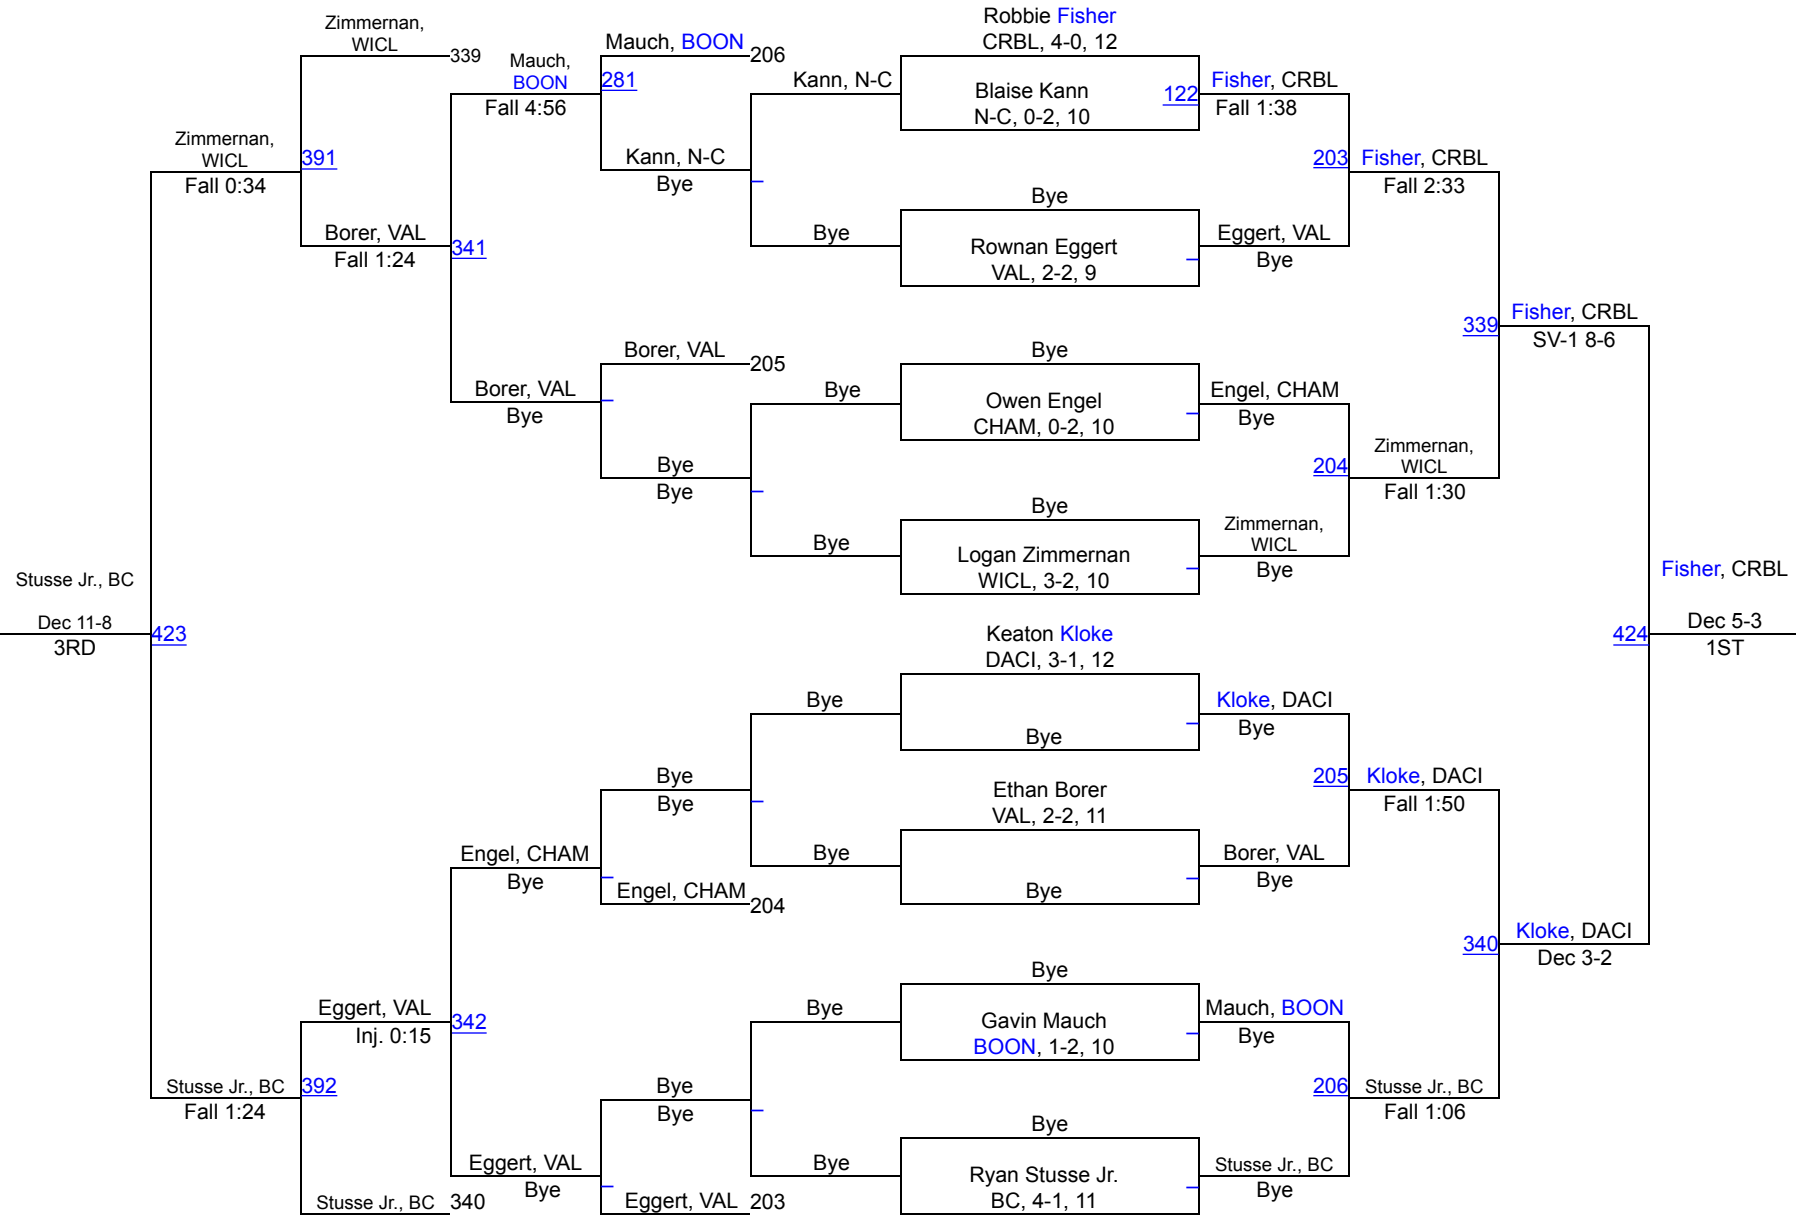 Zimmernan,
WICL
339
Mauch,
BOON
Fall 4:56
Mauch, BOON
206
281
Kann, N-C
Robbie Fisher
CRBL, 4-0, 12
Blaise Kann
N-C, 0-2, 10
122
Fisher, CRBL
Fall 1:38
Zimmernan,
WICL
Fall 0:34
391
Kann, N-C
Bye
203
Fisher, CRBL
Fall 2:33
Borer, VAL
Fall 1:24
341
Bye
Bye
Rownan Eggert
VAL, 2-2, 9
Eggert, VAL
Bye
339
Fisher, CRBL
SV-1 8-6
Borer, VAL
205
Borer, VAL
Bye
Bye
Bye
Owen Engel
CHAM, 0-2, 10
Engel, CHAM
Bye
Bye
Bye
204
Zimmernan,
WICL
Fall 1:30
Bye
Bye
Logan Zimmernan
WICL, 3-2, 10
Zimmernan,
WICL
Bye
Stusse Jr., BC
Dec 11-8
3RD
423
Fisher, CRBL
Dec 5-3
1ST
424
Keaton Kloke
DACI, 3-1, 12
Bye
Bye
Kloke, DACI
Bye
Bye
Bye
Ethan Borer
VAL, 2-2, 11
205
Kloke, DACI
Fall 1:50
Engel, CHAM
Bye
Engel, CHAM
204
Bye
Bye
Borer, VAL
Bye
340
Kloke, DACI
Dec 3-2
Eggert, VAL
Inj. 0:15
342
Bye
Bye
Gavin Mauch
BOON, 1-2, 10
Mauch, BOON
Bye
Stusse Jr., BC
Fall 1:24
392
Bye
Bye
206
Stusse Jr., BC
Fall 1:06
Eggert, VAL
Bye
Bye
Bye
Ryan Stusse Jr.
BC, 4-1, 11
Stusse Jr., BC
Bye
Stusse Jr., BC
340
Eggert, VAL
203